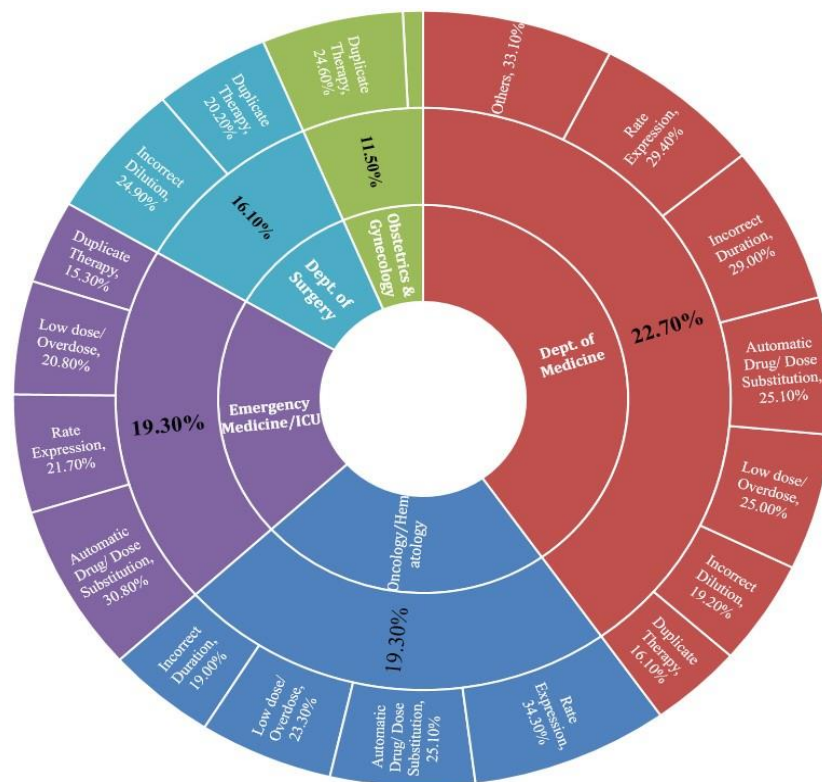 Dept. of
Medicine
22.70%
Others, 33.10%
Rate
Expression,
29.40%
Incorrect
Duration,
29.00%
Automatic
Drug/ Dose
Substitution,
25.10%
Low dose/
Overdose,
25.00%
Incorrect
Dilution,
19.20%
Duplicate
Therapy,
16.10%
Oncology/Hem
atology
19.30%
Rate
Expression,
34.30%
Automatic
Drug/ Dose
Substitution,
25.10%
Low dose/
Overdose,
23.30%
Incorrect
Duration,
19.00%
Emergency
Medicine/ICU
19.30%
Automatic
Drug/ Dose
Substitution,
30.80%
Rate
Expression,
21.70%
Low dose/
Overdose,
20.80%
Duplicate
Therapy,
15.30%
Dept. of
Surgery
16.10%
Incorrect
Dilution,
24.90%
Duplicate
Therapy,
20.20%
Obstetrics &
Gynecology
11.50%
Duplicate
Therapy,
24.60%